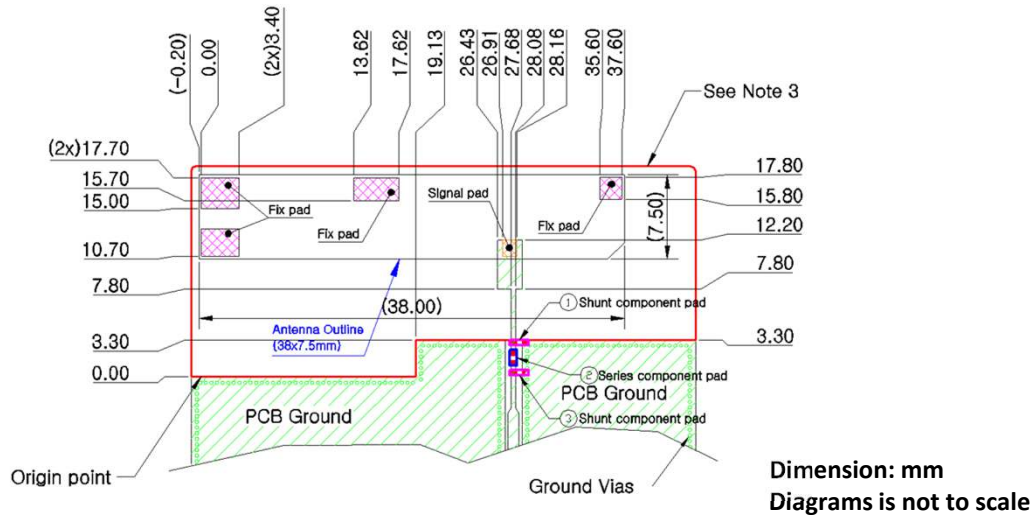 (-0.20)
0.00
(2x)3.40
13.62
17.62
19.13
26.43
26.91
27.68
28.08
28.16
35.60
37.60
See Note 3
(2x)17.70
15.70
15.00
10.70
7.80
3.30
0.00
17.80
15.80
12.20
7.80
3.30
Fix pad
Fix pad
Signal pad
Fix pad
(7.50)
(38.00)
Antenna Outline
(38x7.5mm)
1 Shunt component pad
2 Series component pad
3 Shunt component pad
PCB Ground
PCB Ground
Origin point
Ground Vias
Dimension: mm
Diagrams is not to scale